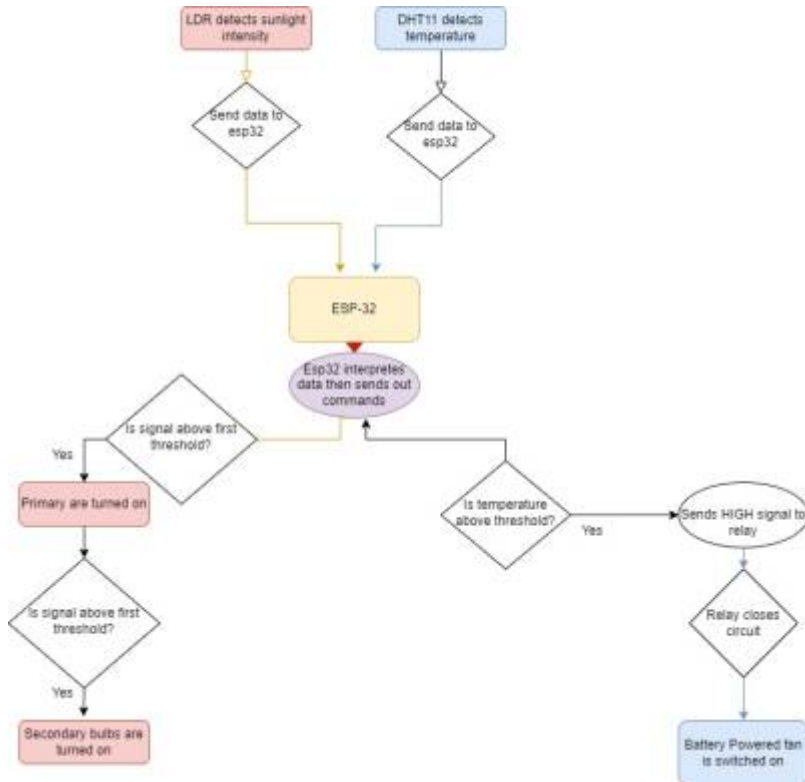 LDR detects sunlight
intensity
DHT11 detects
temperature
Send data to
esp32
Send data to
esp32
ESP-32
Esp32 interpretes
data then sends out
commands
Is signal above first
threshold?
Yes
Primary are turned on
Is signal above first
threshold?
Yes
Secondary bulbs are
turned on
Is temperature
above threshold?
Yes
Sends HIGH signal to
relay
Relay closes
circuit
Battery Powered fan
is switched on